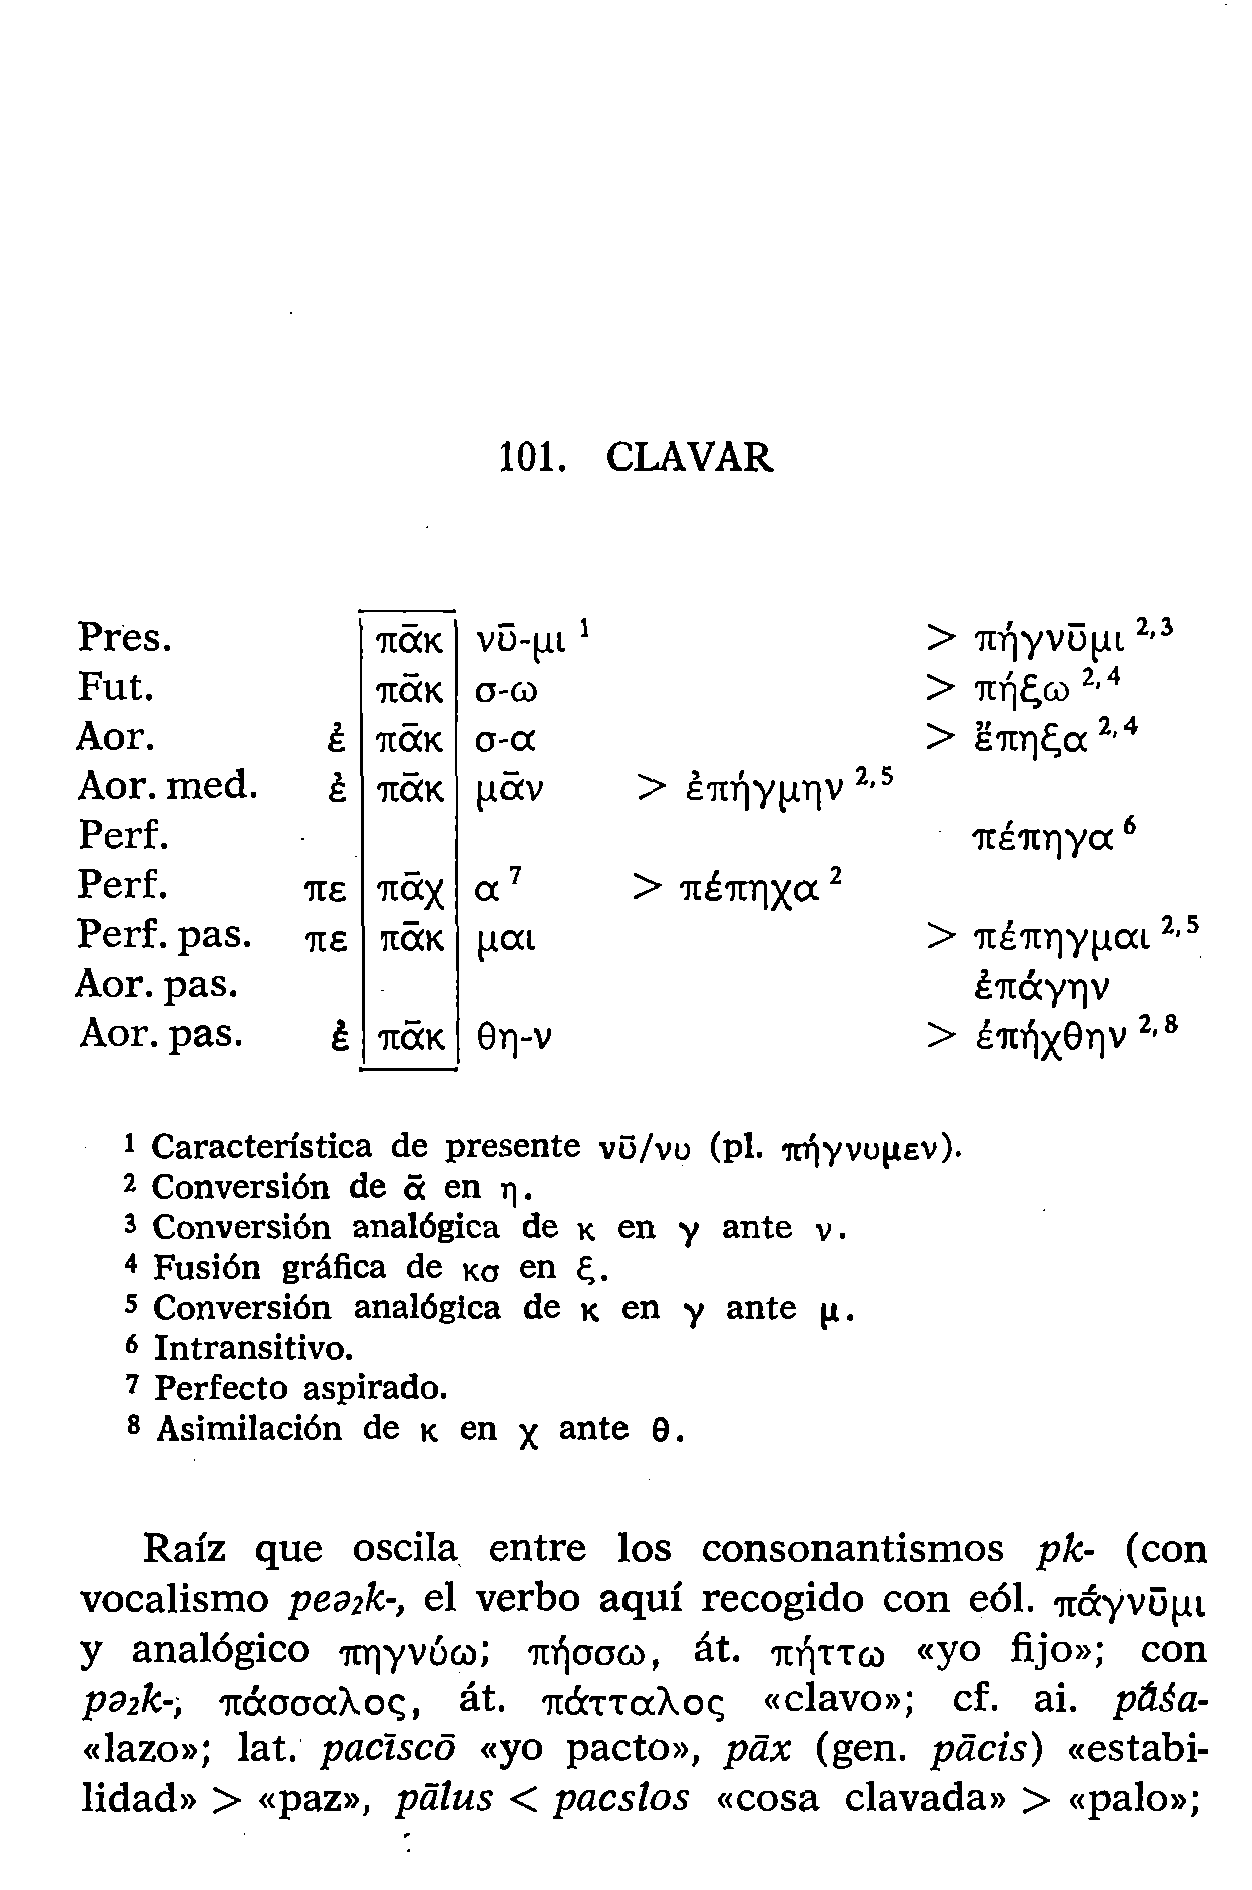 101. CLAVAR
Pres. πᾱκ νῡ-μι ¹ > πήγνῡμι ²,³
Fut. πᾱκ σ-ω > πήξω ²,⁴
Aor. ἐ πᾱκ σ-α > ἔπηξα ²,⁴
Aor. med. ἐ πᾱκ μᾱν > ἐπήγμην ²,⁵
Perf. πέπηγα ⁶
Perf. πε πᾱχ α ⁷ > πέπηχα ²
Perf. pas. πε πᾱκ μαι > πέπηγμαι ²,⁵
Aor. pas. ἐπάγην
Aor. pas. ἐ πᾱκ θη-ν > ἐπήχθην ²,⁸
¹ Característica de presente νῡ/νυ (pl. πήγνυμεν).
² Conversión de ᾱ en η.
³ Conversión analógica de κ en γ ante ν.
⁴ Fusión gráfica de κσ en ξ.
⁵ Conversión analógica de κ en γ ante μ.
⁶ Intransitivo.
⁷ Perfecto aspirado.
⁸ Asimilación de κ en χ ante θ.
Raíz que oscila entre los consonantismos pk- (con
vocalismo peə₂k-, el verbo aquí recogido con eól. πάγνῡμι
y analógico πηγνύω; πήσσω, át. πήττω «yo fijo»; con
pə₂k-, πάσσαλος, át. πάτταλος «clavo»; cf. ai. pā́śa-
«lazo»; lat. pacīscō «yo pacto», pāx (gen. pācis) «estabi-
lidad» > «paz», pālus < pacslos «cosa clavada» > «palo»;